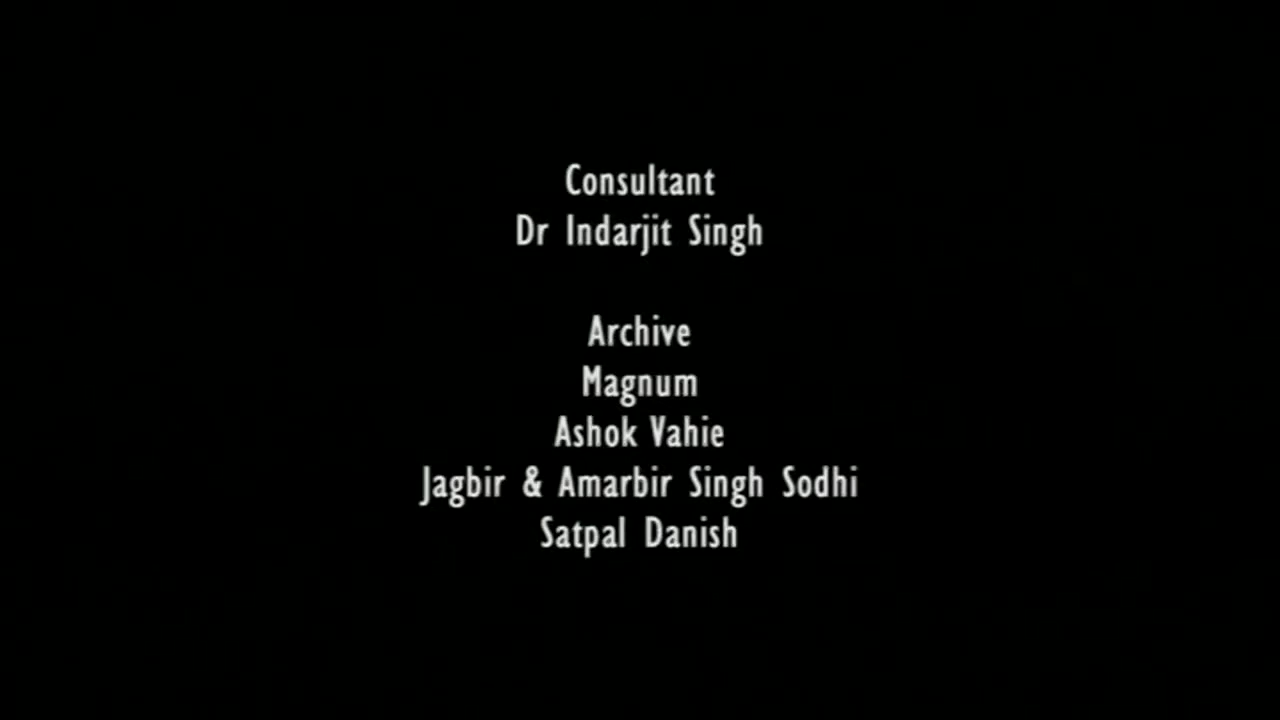 Consultant
Dr Indarjit Singh
Archive
Magnum
Ashok Vahie
Jagbir & Amarbir Singh Sodhi
Satpal Danish